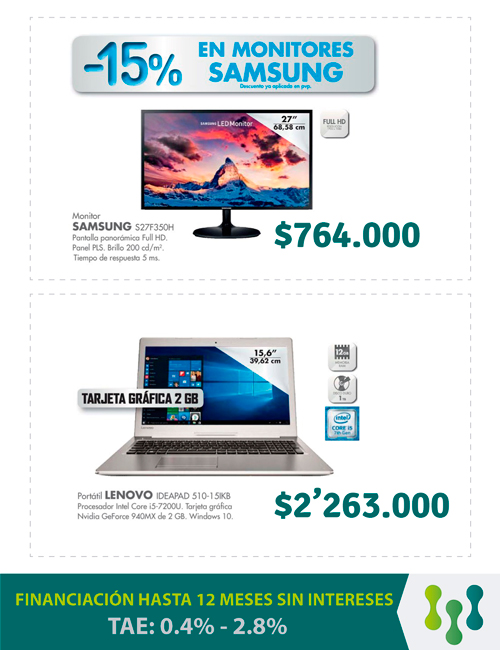 -15%
EN MONITORES
SAMSUNG
Descuento ya aplicado en pvp.
SAMSUNG LED Monitor
27"
68,58 cm
FULL HD
Monitor
SAMSUNG S27F350H
Pantalla panorámica Full HD.
Panel PLS. Brillo 200 cd/m².
Tiempo de respuesta 5 ms.
$764.000
15,6"
39,62 cm
TARJETA GRÁFICA 2 GB
12GB
1 TB
intel
CORE i5
7th Gen
Portátil LENOVO IDEAPAD 510-15IKB
Procesador Intel Core i5-7200U. Tarjeta gráfica
Nvidia GeForce 940MX de 2 GB. Windows 10.
$2’263.000
FINANCIACIÓN HASTA 12 MESES SIN INTERESES
TAE: 0.4% - 2.8%